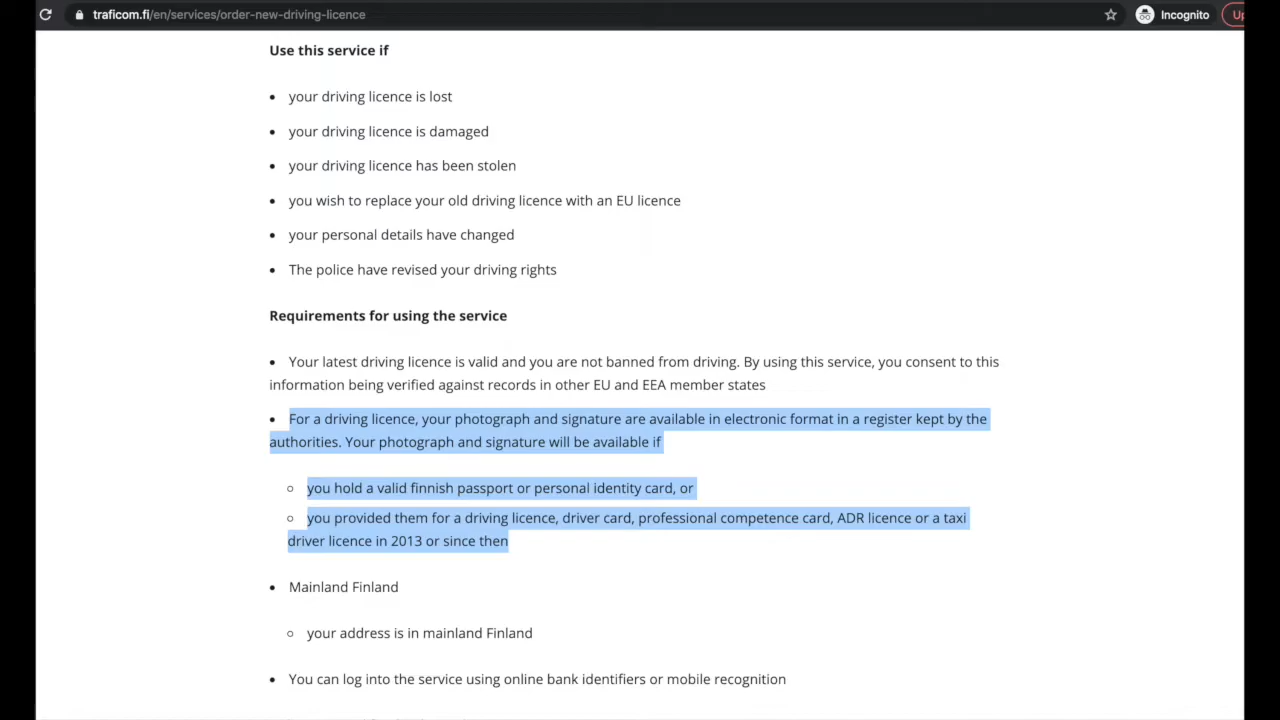 traficom.fi/en/services/order-new-driving-licence
Incognito
Up
Use this service if
• your driving licence is lost
• your driving licence is damaged
• your driving licence has been stolen
• you wish to replace your old driving licence with an EU licence
• your personal details have changed
• The police have revised your driving rights
Requirements for using the service
• Your latest driving licence is valid and you are not banned from driving. By using this service, you consent to this
information being verified against records in other EU and EEA member states
• For a driving licence, your photograph and signature are available in electronic format in a register kept by the
authorities. Your photograph and signature will be available if
○ you hold a valid finnish passport or personal identity card, or
○ you provided them for a driving licence, driver card, professional competence card, ADR licence or a taxi
driver licence in 2013 or since then
• Mainland Finland
○ your address is in mainland Finland
• You can log into the service using online bank identifiers or mobile recognition